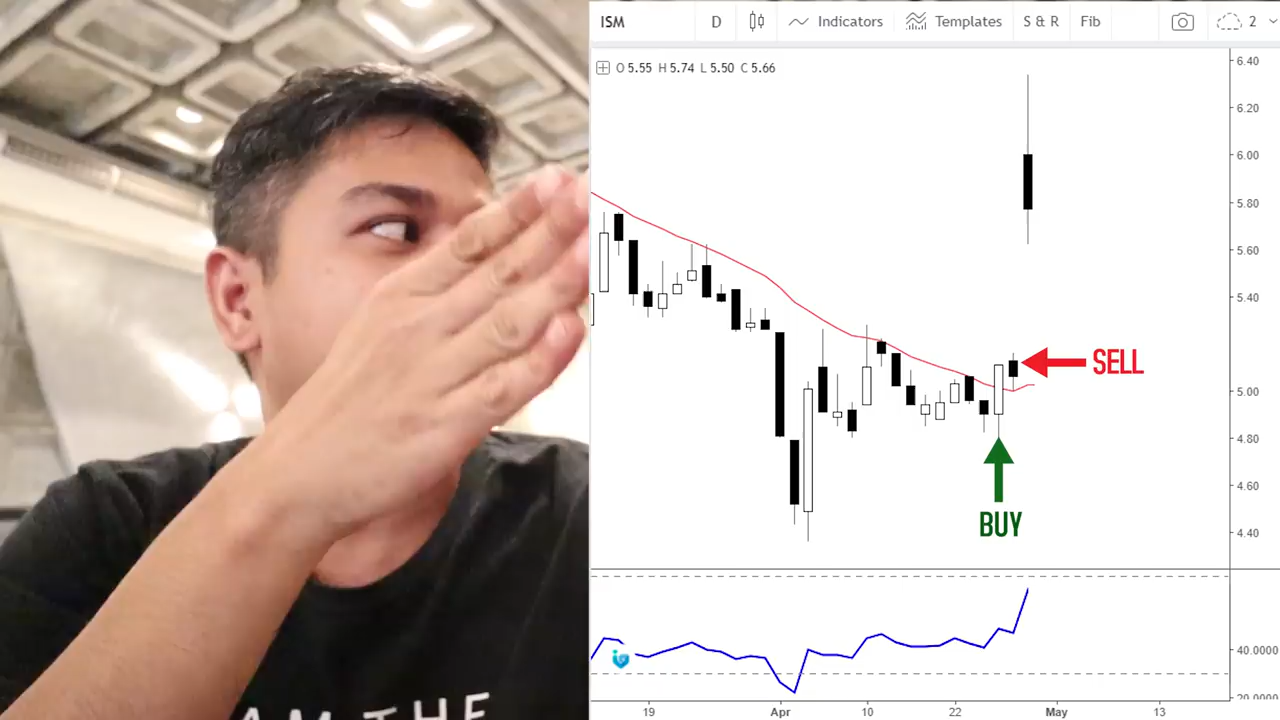 ISM
D
Indicators
Templates
S & R
Fib
2
O 5.55 H 5.74 L 5.50 C 5.66
6.40
6.20
6.00
5.80
5.60
5.40
SELL
5.00
4.80
4.60
BUY
4.40
40.0000
20.0000
19
Apr
10
22
May
13
AM THE